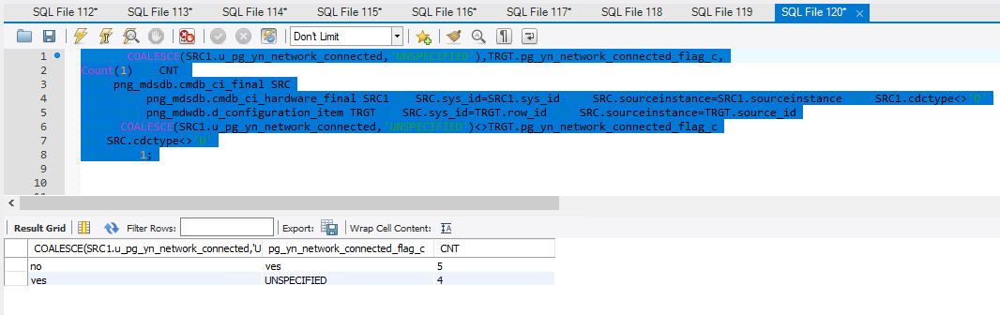 SQL File 112* SQL File 113* SQL File 114* SQL File 115* SQL File 116* SQL File 117* SQL File 118 SQL File 119 SQL File 120* ×
Don't Limit
1 COALESCE(SRC1.u_pg_yn_network_connected,'UNSPECIFIED'),TRGT.pg_yn_network_connected_flag_c,
2 Count(1) CNT
3 png_mdsdb.cmdb_ci_final SRC
4 png_mdsdb.cmdb_ci_hardware_final SRC1 SRC.sys_id=SRC1.sys_id SRC.sourceinstance=SRC1.sourceinstance SRC1.cdctype<>'D'
5 png_mdwdb.d_configuration_item TRGT SRC.sys_id=TRGT.row_id SRC.sourceinstance=TRGT.source_id
6 COALESCE(SRC1.u_pg_yn_network_connected,'UNSPECIFIED')<>TRGT.pg_yn_network_connected_flag_c
7 SRC.cdctype<>'D'
8 1;
9
10
Result Grid Filter Rows: Export: Wrap Cell Content:
COALESCE(SRC1.u_pg_yn_network_connected,'U pg_yn_network_connected_flag_c CNT
no yes 5
yes UNSPECIFIED 4